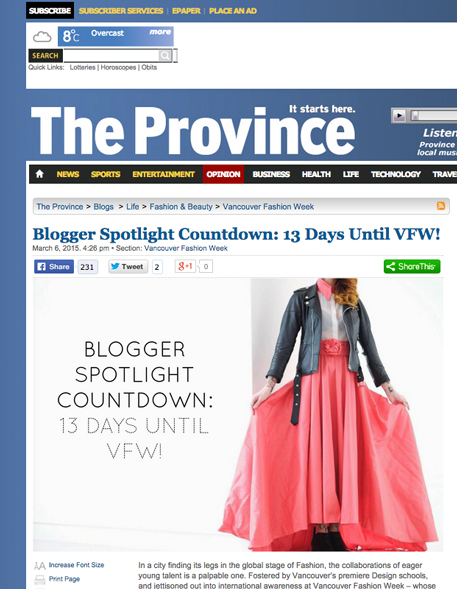 SUBSCRIBE SUBSCRIBER SERVICES | EPAPER | PLACE AN AD
8°C Overcast more
SEARCH
Quick Links: Lotteries | Horoscopes | Obits
It starts here.
The Province
Listen
Province
local mus
NEWS SPORTS ENTERTAINMENT OPINION BUSINESS HEALTH LIFE TECHNOLOGY TRAVE
The Province > Blogs > Life > Fashion & Beauty > Vancouver Fashion Week
Blogger Spotlight Countdown: 13 Days Until VFW!
March 6, 2015. 4:26 pm • Section: Vancouver Fashion Week
Share 231 Tweet 2 g+1 0 ShareThis
BLOGGER
SPOTLIGHT
COUNTDOWN:
13 DAYS UNTIL
VFW!
Increase Font Size
Print Page
In a city finding its legs in the global stage of Fashion, the collaborations of eager
young talent is a palpable one. Fostered by Vancouver's premiere Design schools,
and jettisoned out into international awareness at Vancouver Fashion Week – whose